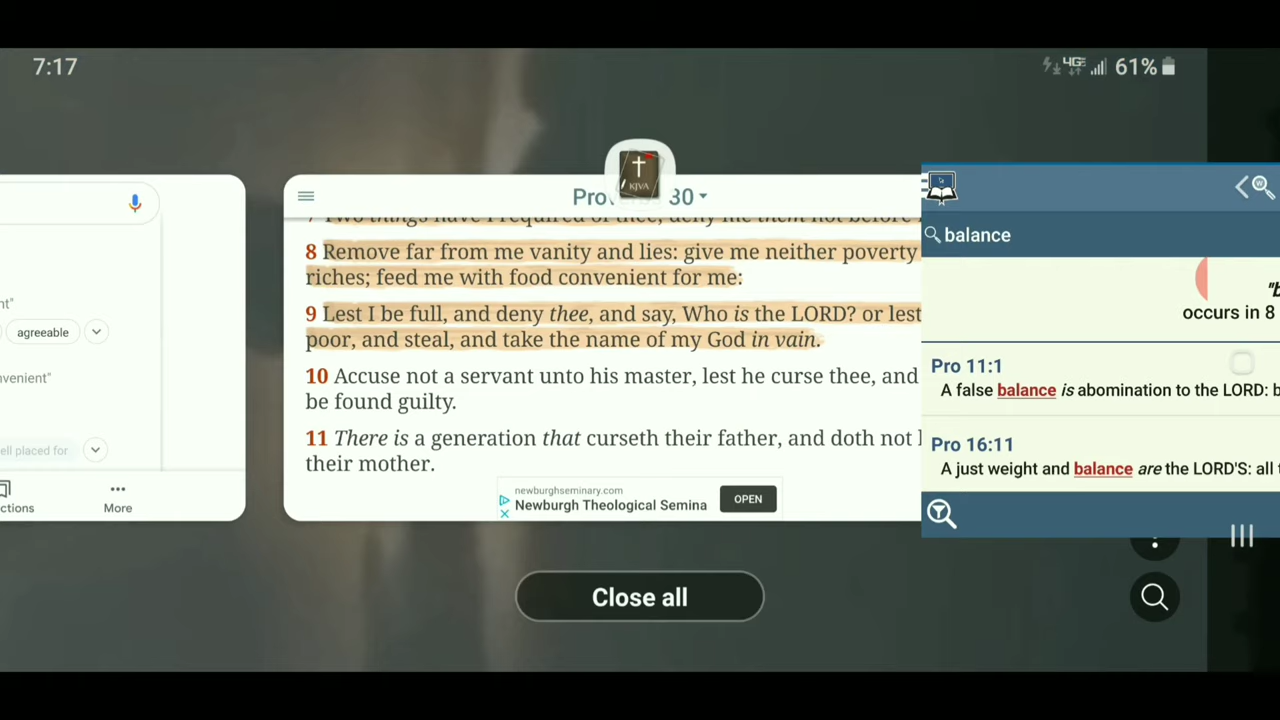 7:17
4GE 61%
KJVA
nt"
agreeable
venient"
ell placed for
ctions
More
30
8 Remove far from me vanity and lies: give me neither poverty
riches; feed me with food convenient for me:
9 Lest I be full, and deny thee, and say, Who is the LORD? or lest
poor, and steal, and take the name of my God in vain.
10 Accuse not a servant unto his master, lest he curse thee, and
be found guilty.
11 There is a generation that curseth their father, and doth not
their mother.
newburghseminary.com
Newburgh Theological Semina
OPEN
balance
occurs in 8
Pro 11:1
A false balance is abomination to the LORD: b
Pro 16:11
A just weight and balance are the LORD'S: all
Close all